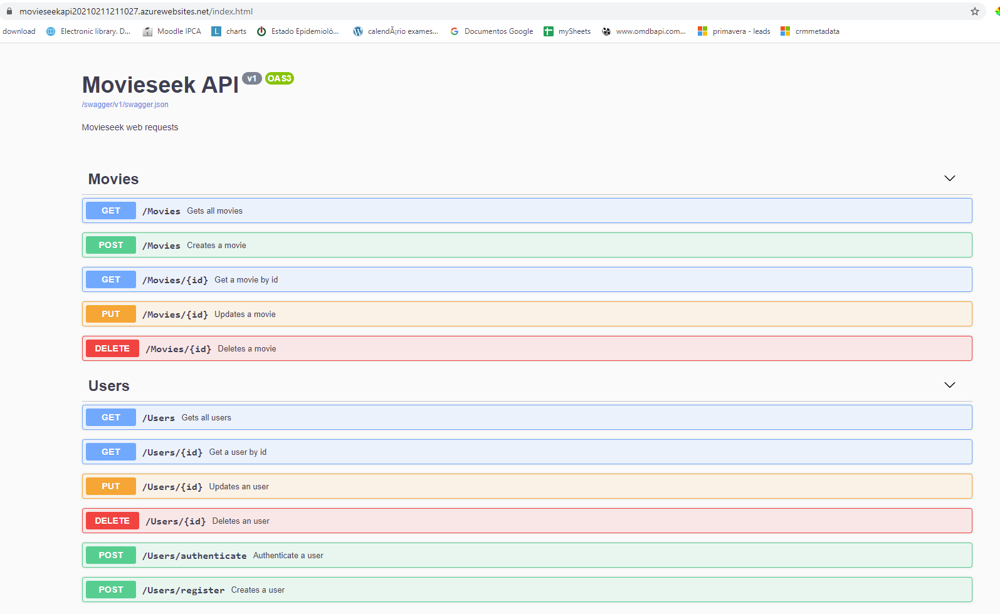 movieseekapi20210211211027.azurewebsites.net/index.html
download Electronic library. D... Moodle IPCA L charts Estado Epidemioló... calendÃ¡rio exames... Documentos Google mySheets www.omdbapi.com... primavera - leads crmmetadata
Movieseek API v1 OAS3
/swagger/v1/swagger.json
Movieseek web requests
Movies
GET /Movies Gets all movies
POST /Movies Creates a movie
GET /Movies/{id} Get a movie by id
PUT /Movies/{id} Updates a movie
DELETE /Movies/{id} Deletes a movie
Users
GET /Users Gets all users
GET /Users/{id} Get a user by id
PUT /Users/{id} Updates an user
DELETE /Users/{id} Deletes an user
POST /Users/authenticate Authenticate a user
POST /Users/register Creates a user